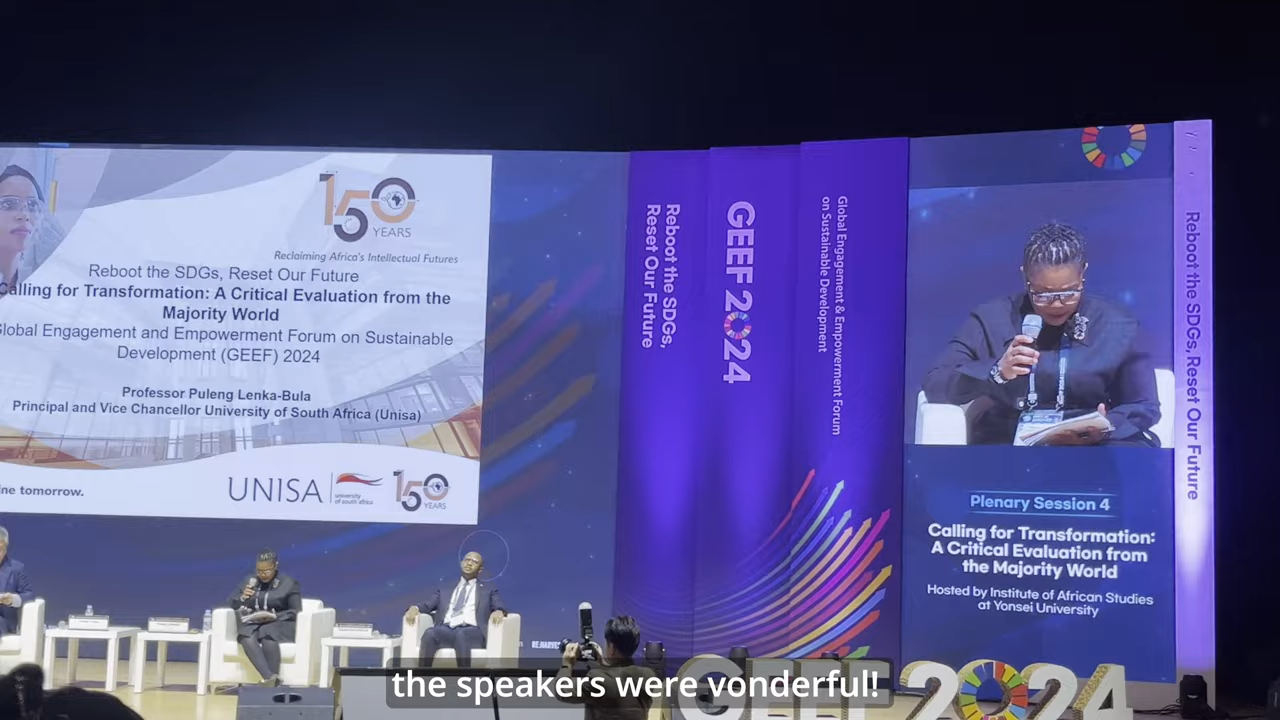 150
YEARS
Reclaiming Africa's Intellectual Futures
Reboot the SDGs, Reset Our Future
Calling for Transformation: A Critical Evaluation from the
Majority World
Global Engagement and Empowerment Forum on Sustainable
Development (GEEF) 2024
Professor Puleng Lenka-Bula
Principal and Vice Chancellor University of South Africa (Unisa)
tomorrow.
UNISA
university
of south africa
150
YEARS
Reboot the SDGs,
Reset Our Future
GEEF 2024
Global Engagement & Empowerment Forum
on Sustainable Development
Plenary Session 4
Calling for Transformation:
A Critical Evaluation from
the Majority World
Hosted by Institute of African Studies
at Yonsei University
Reboot the SDGs, Reset Our Future
GEEF 2024
the speakers were vonderful!